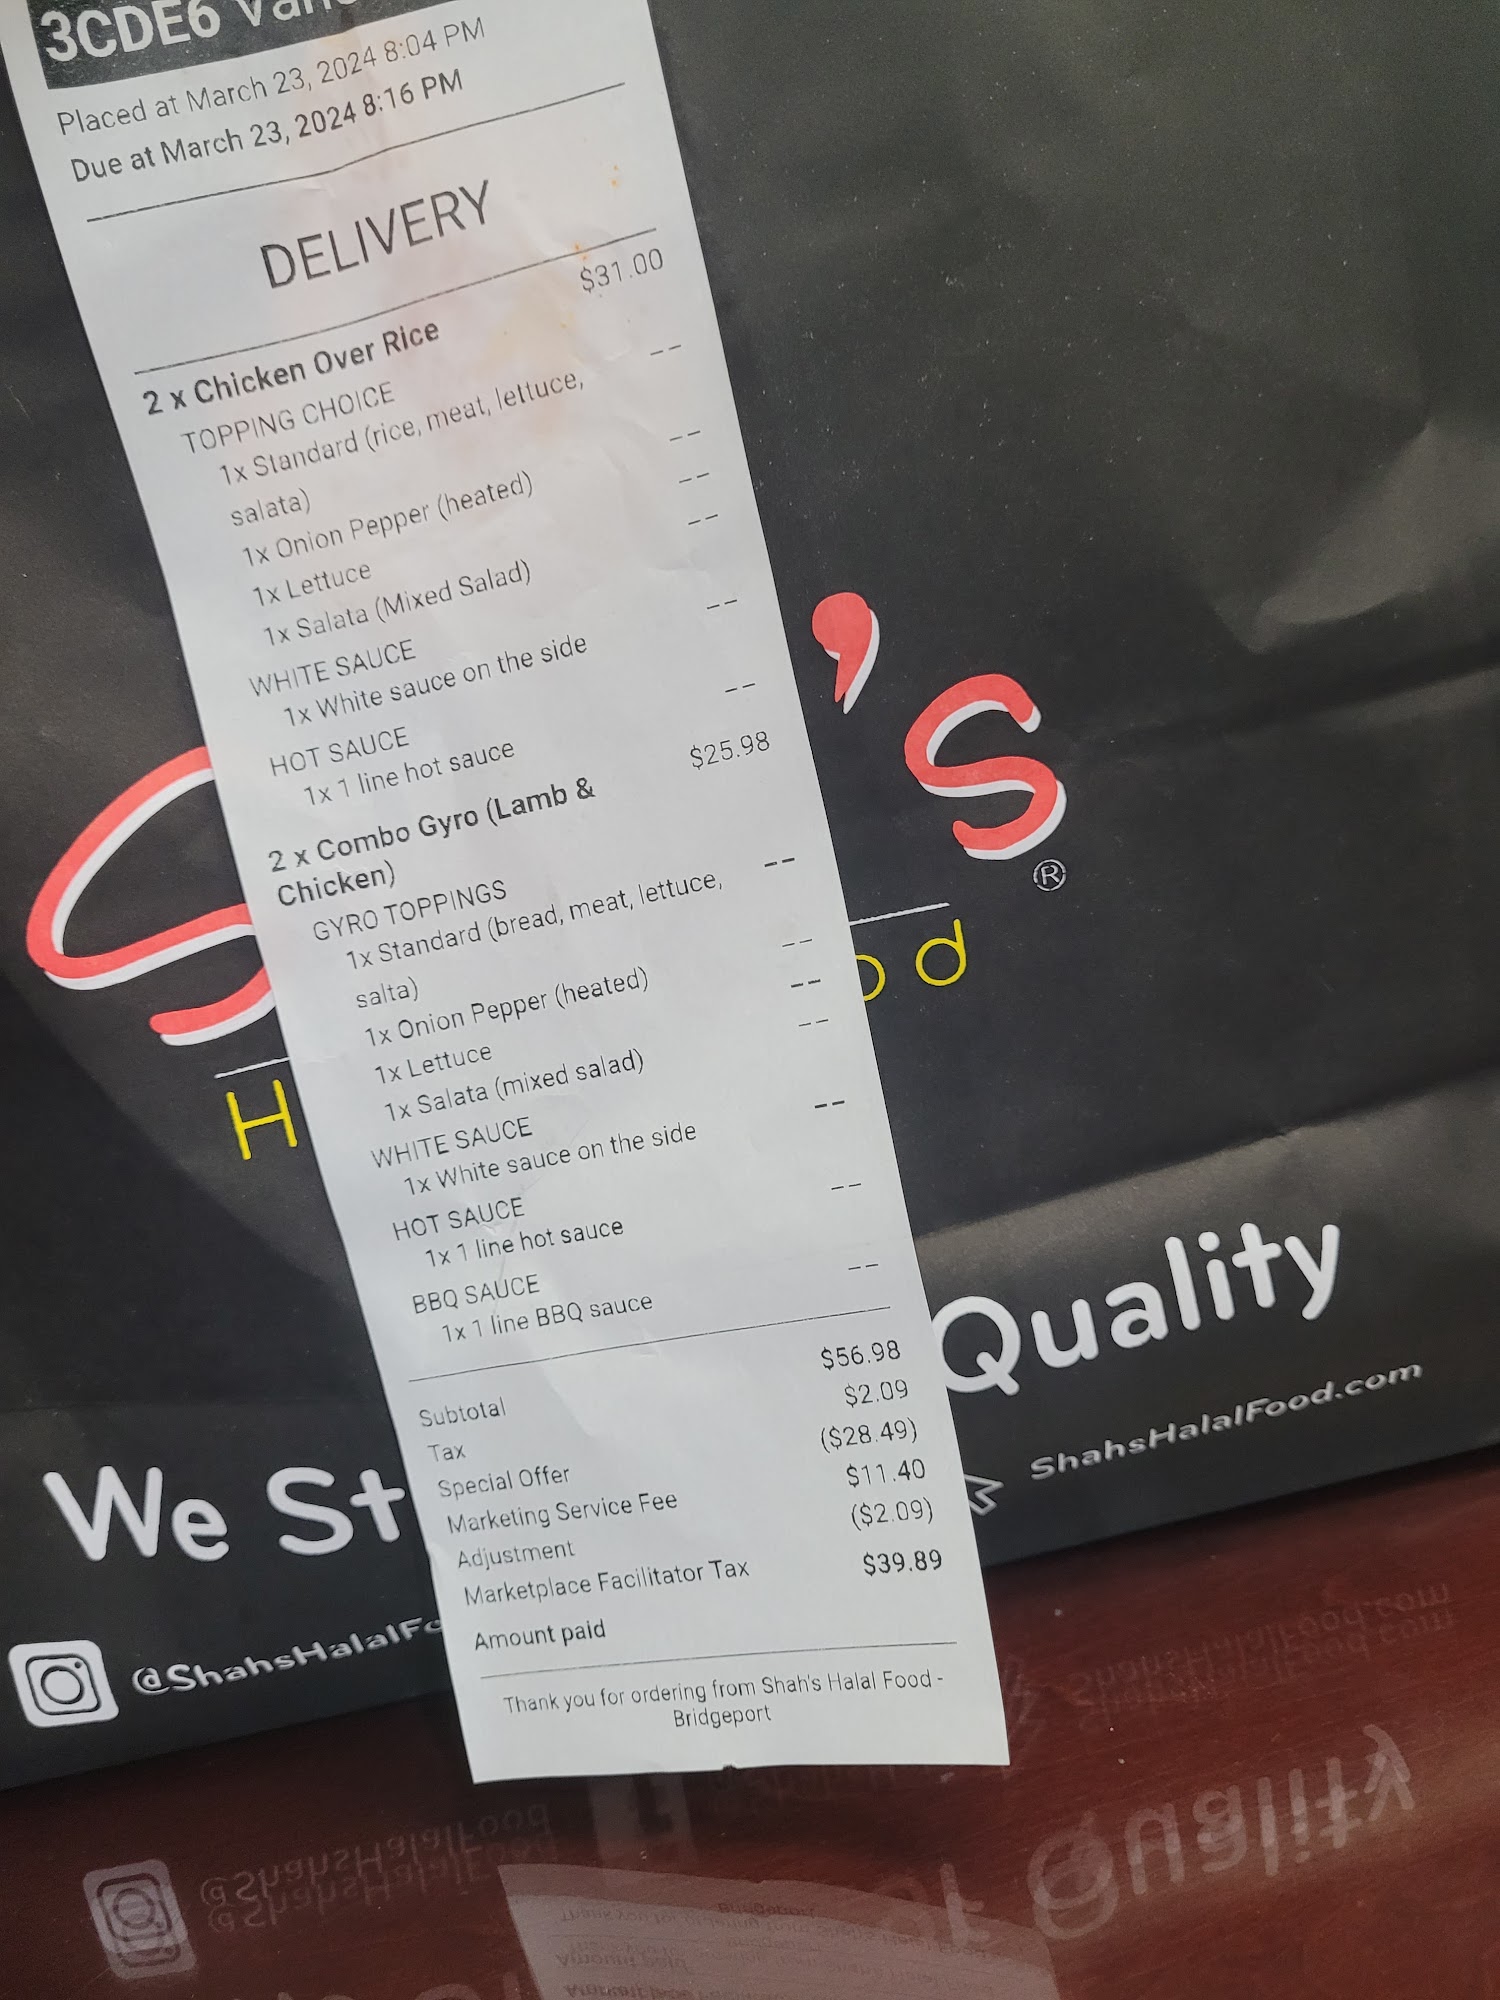 3CDE6
Placed at March 23, 2024 8:04 PM
Due at March 23, 2024 8:16 PM
DELIVERY
2 x Chicken Over Rice $31.00
TOPPING CHOICE
1x Standard (rice, meat, lettuce, --
salata)
1x Onion Pepper (heated) --
1x Lettuce --
1x Salata (Mixed Salad) --
WHITE SAUCE
1x White sauce on the side --
HOT SAUCE
1x 1 line hot sauce --
2 x Combo Gyro (Lamb & $25.98
Chicken)
GYRO TOPPINGS
1x Standard (bread, meat, lettuce, --
salta)
1x Onion Pepper (heated) --
1x Lettuce --
1x Salata (mixed salad) --
WHITE SAUCE
1x White sauce on the side --
HOT SAUCE
1x 1 line hot sauce --
BBQ SAUCE
1x 1 line BBQ sauce --
Subtotal $56.98
Tax $2.09
Special Offer ($28.49)
Marketing Service Fee $11.40
Adjustment
Marketplace Facilitator Tax ($2.09)
Amount paid $39.89
Thank you for ordering from Shah's Halal Food -
Bridgeport
S 's ®
H od
We St Quality
@ShahsHalalFo ShahsHalalFood.com